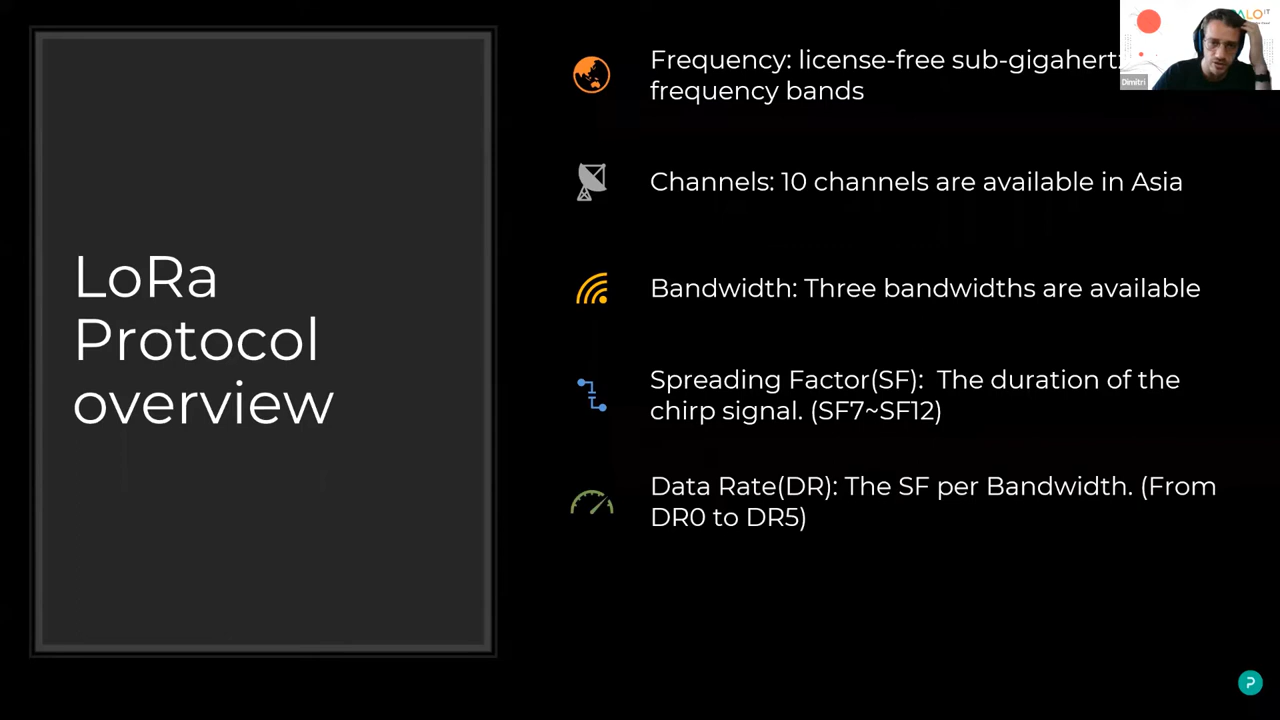 LoRa
Protocol
overview
Frequency: license-free sub-gigahertz
frequency bands
Channels: 10 channels are available in Asia
Bandwidth: Three bandwidths are available
Spreading Factor(SF):  The duration of the
chirp signal. (SF7~SF12)
Data Rate(DR): The SF per Bandwidth. (From
DR0 to DR5)
Dimitri